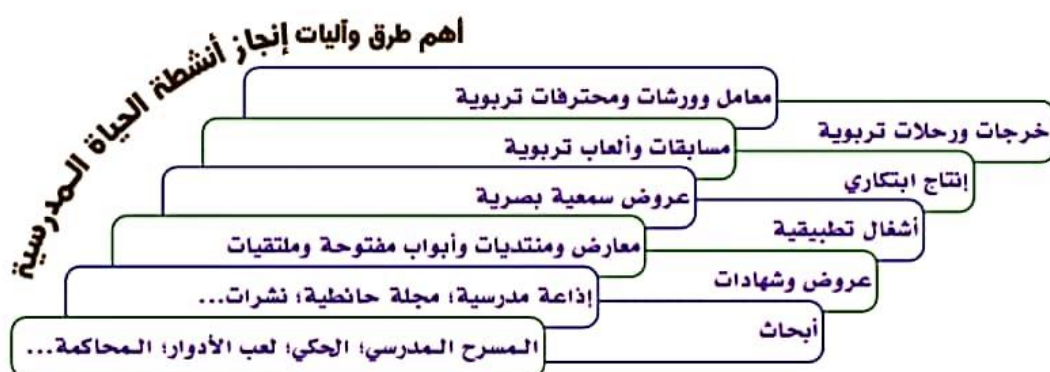 أهم طرق وآليات إنجاز أنشطة الحياة المدرسية
معامل وورشات ومحترفات تربوية
خرجات ورحلات تربوية
مسابقات وألعاب تربوية
إنتاج ابتكاري
عروض سمعية بصرية
أشغال تطبيقية
معارض ومنتديات وأبواب مفتوحة وملتقيات
عروض وشهادات
إذاعة مدرسية؛ مجلة حائطية؛ نشرات...
أبحاث
المسرح المدرسي؛ الحكي؛ لعب الأدوار؛ المحاكمة...